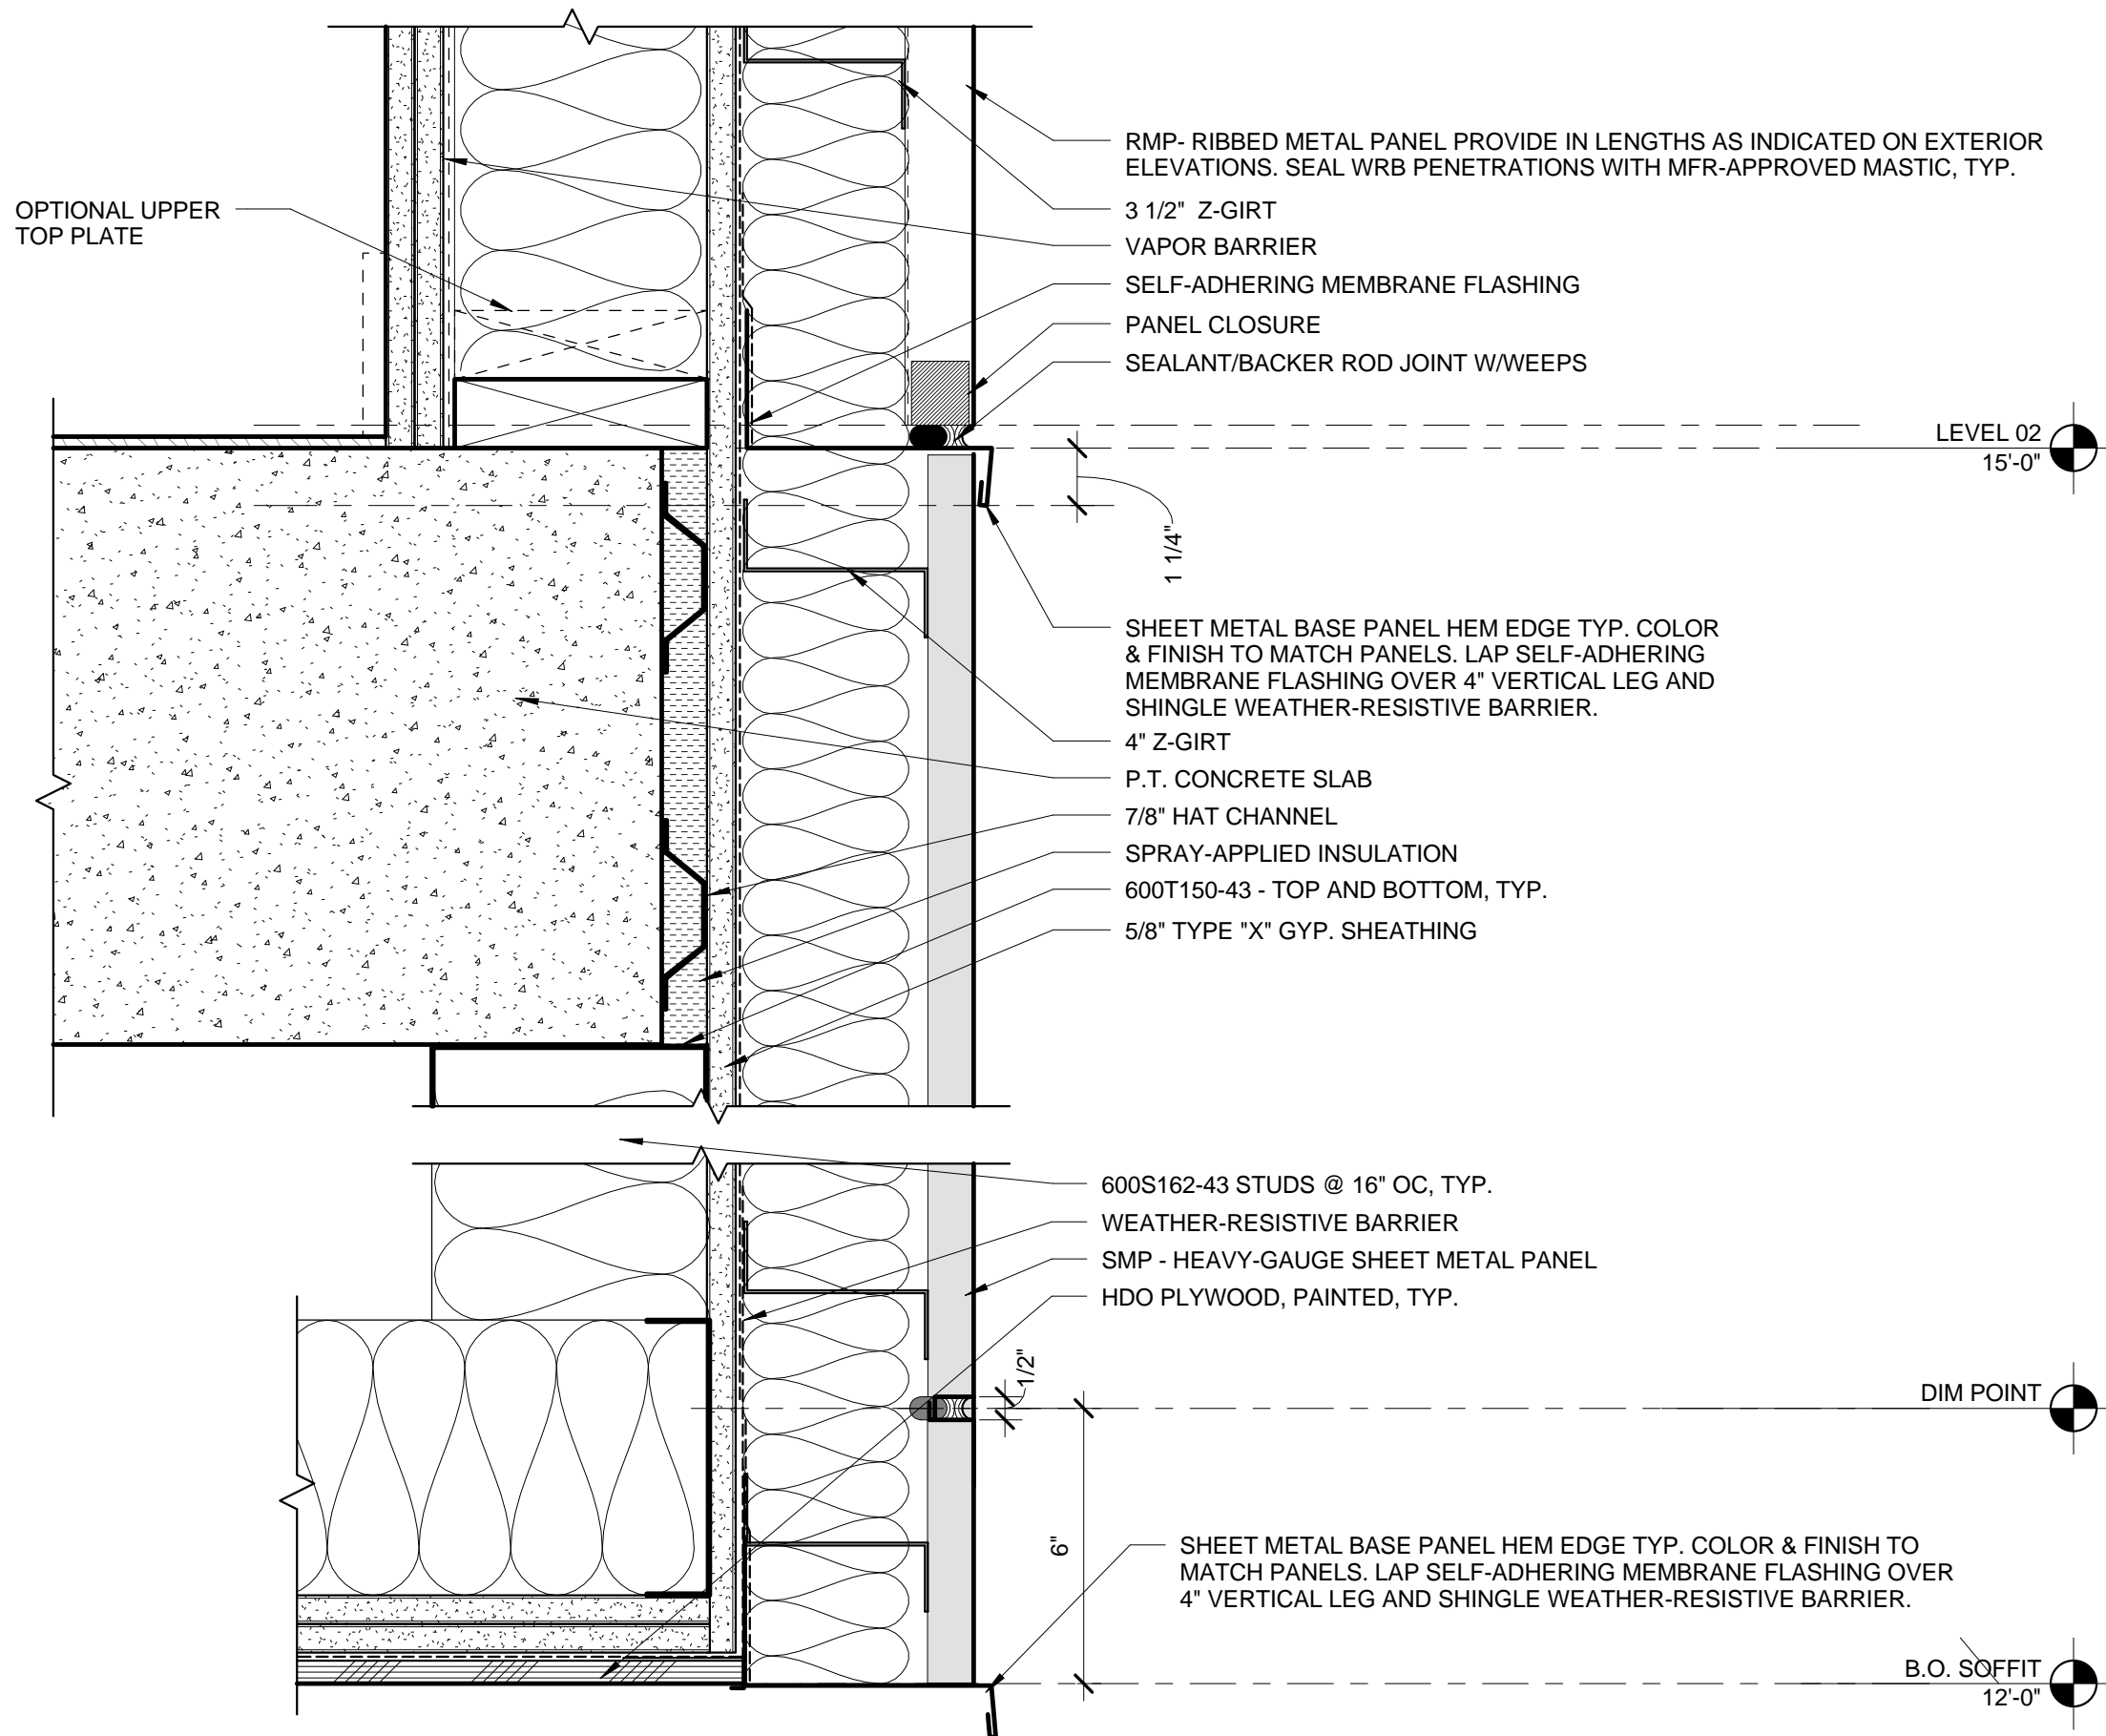 RMP- RIBBED METAL PANEL PROVIDE IN LENGTHS AS INDICATED ON EXTERIOR
ELEVATIONS. SEAL WRB PENETRATIONS WITH MFR-APPROVED MASTIC, TYP.
OPTIONAL UPPER
TOP PLATE
3 1/2" Z-GIRT
VAPOR BARRIER
SELF-ADHERING MEMBRANE FLASHING
PANEL CLOSURE
SEALANT/BACKER ROD JOINT W/WEEPS
LEVEL 02
15'-0"
1 1/4"
SHEET METAL BASE PANEL HEM EDGE TYP. COLOR
& FINISH TO MATCH PANELS. LAP SELF-ADHERING
MEMBRANE FLASHING OVER 4" VERTICAL LEG AND
SHINGLE WEATHER-RESISTIVE BARRIER.
4" Z-GIRT
P.T. CONCRETE SLAB
7/8" HAT CHANNEL
SPRAY-APPLIED INSULATION
600T150-43 - TOP AND BOTTOM, TYP.
5/8" TYPE "X" GYP. SHEATHING
600S162-43 STUDS @ 16" OC, TYP.
WEATHER-RESISTIVE BARRIER
SMP - HEAVY-GAUGE SHEET METAL PANEL
HDO PLYWOOD, PAINTED, TYP.
1/2"
DIM POINT
6"
SHEET METAL BASE PANEL HEM EDGE TYP. COLOR & FINISH TO
MATCH PANELS. LAP SELF-ADHERING MEMBRANE FLASHING OVER
4" VERTICAL LEG AND SHINGLE WEATHER-RESISTIVE BARRIER.
B.O. SOFFIT
12'-0"